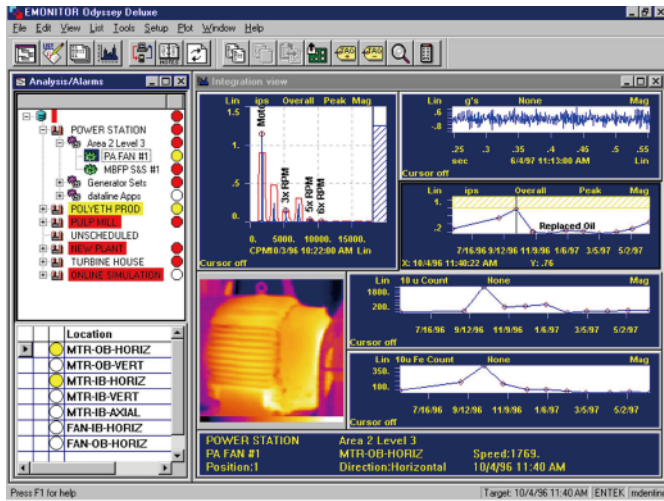 EMONITOR Odyssey Deluxe
File Edit View List Tools Setup Plot Window Help
Analysis/Alarms
POWER STATION
Area 2 Level 3
PA FAN #1
MBFP S&S #1
Generator Sets
dataline Apps
POLYETH PROD
PULP MILL
UNSCHEDULED
NEW PLANT
TURBINE HOUSE
ONLINE SIMULATION
Location
MTR-OB-HORIZ
MTR-OB-VERT
MTR-IB-HORIZ
MTR-IB-VERT
MTR-IB-AXIAL
FAN-IB-HORIZ
FAN-OB-HORIZ
Integration view
Lin ips Overall Peak Mag
1.5
1.
.5
0.
Moto
3x RPM
5x RPM
6x RPM
0. 5000. 10000. 15000.
CPM 10/3/96 10:22:00 AM Lin
Cursor off
Lin g's None Mag
.6
-.8
.25 .3 .35 .4 .45 .5 .55
sec 6/4/97 11:13:00 AM Lin
Cursor off
Lin ips Overall Peak Mag
1.
.2
Replaced Oil
7/16/96 9/12/96 11/9/96 1/6/97 3/5/97 5/2/97
X: 10/4/96 11:40:22 AM Y: .76
Lin 10 u Count None Mag
1800.
200.
7/16/96 9/12/96 11/9/96 1/6/97 3/5/97 5/2/97
Cursor off
Lin 10u Fe Count None Mag
350.
100.
7/16/96 9/12/96 11/9/96 1/6/97 3/5/97 5/2/97
Cursor off
POWER STATION Area 2 Level 3
PA FAN #1 MTR-OB-HORIZ Speed:1769.
Position:1 Direction:Horizontal 10/4/96 11:40 AM
Press F1 for help
Target: 10/4/96 11:40 AM ENTEK mdentine